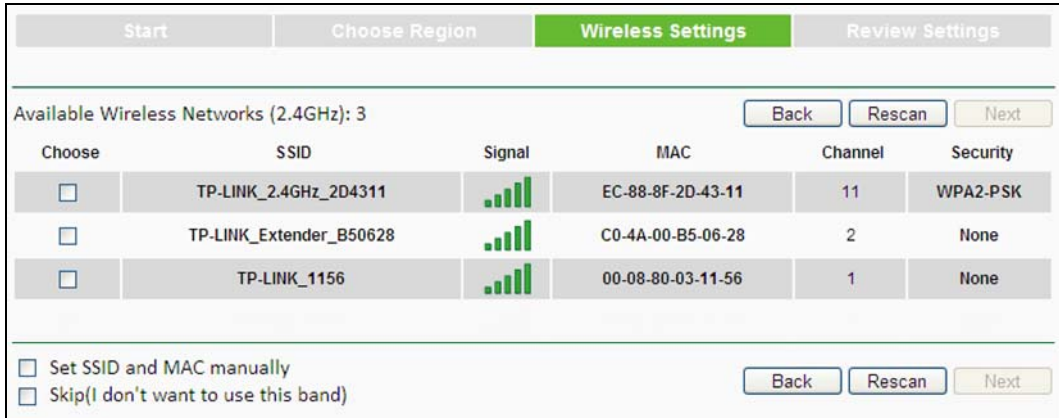 Start Choose Region Wireless Settings Review Settings
Available Wireless Networks (2.4GHz): 3 Back Rescan Next
Choose SSID Signal MAC Channel Security
TP-LINK_2.4GHz_2D4311 EC-88-8F-2D-43-11 11 WPA2-PSK
TP-LINK_Extender_B50628 C0-4A-00-B5-06-28 2 None
TP-LINK_1156 00-08-80-03-11-56 1 None
Set SSID and MAC manually
Skip(I don't want to use this band) Back Rescan Next